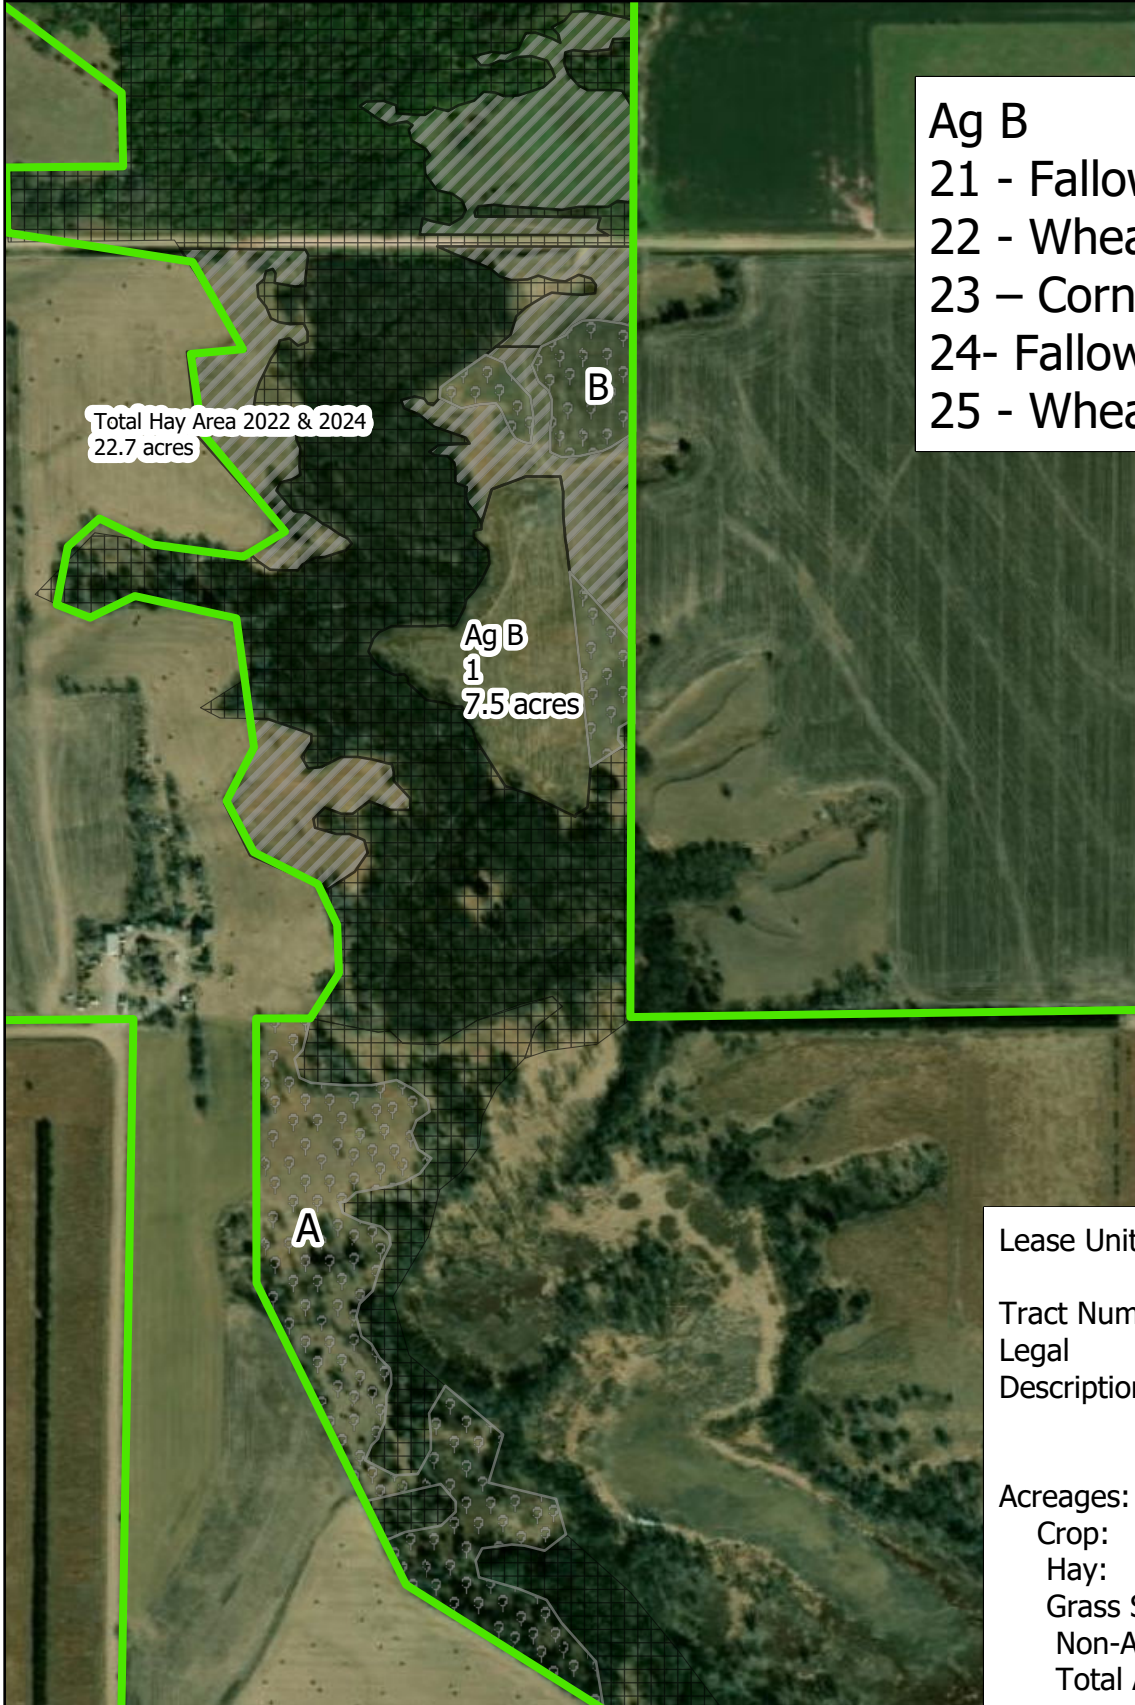 Ag B
21 - Fallow
22 - Whea
23 – Corn
24- Fallow
25 - Whea
B
Total Hay Area 2022 & 2024
22.7 acres
Ag B
1
7.5 acres
A
Lease Unit
Tract Num
Legal
Description
Acreages:
Crop:
Hay:
Grass S
Non-A
Total A